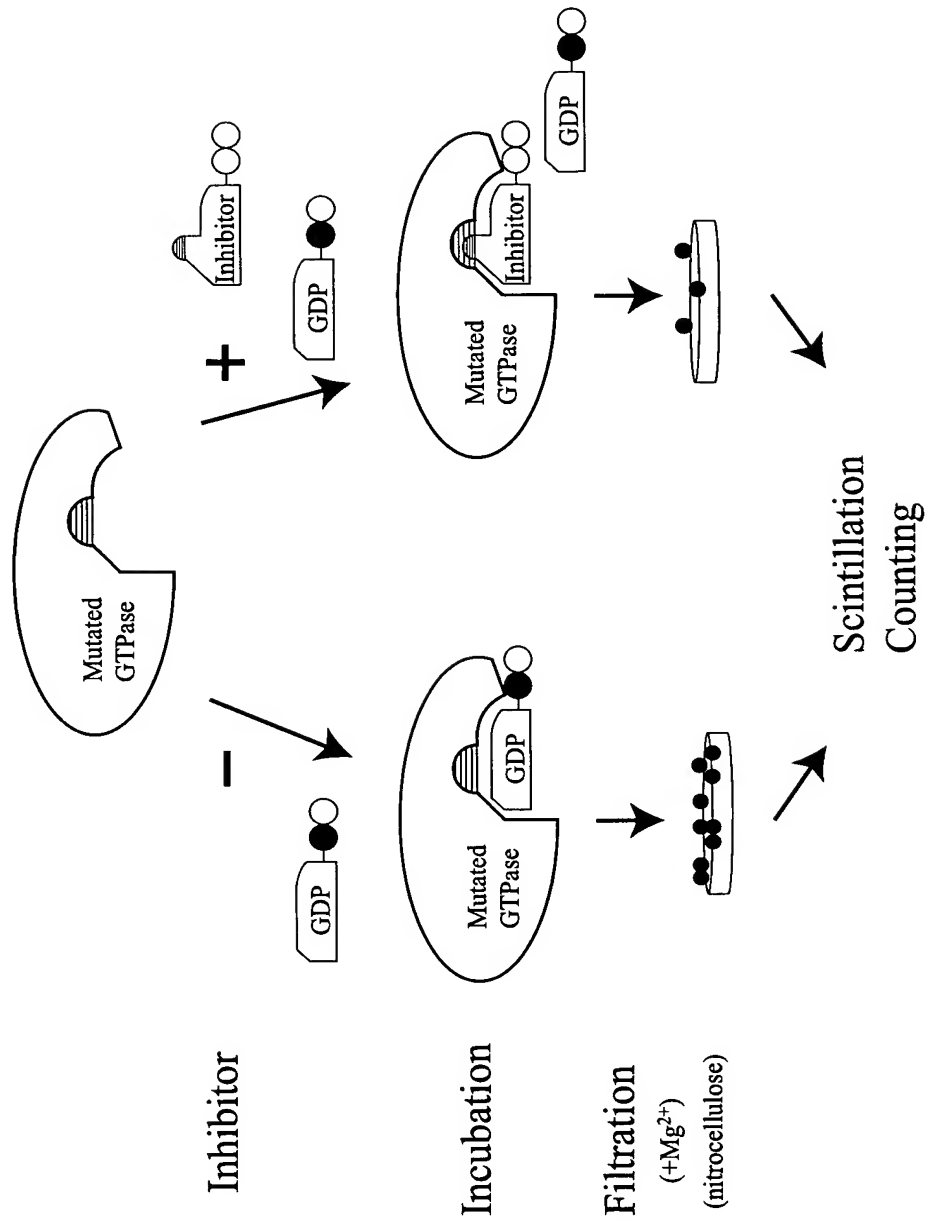 Inhibitor
−
+
GDP
GDP
Inhibitor
Mutated
GTPase
Incubation
Mutated
GTPase
GDP
Mutated
GTPase
Inhibitor
GDP
Filtration
(+Mg²⁺)
(nitrocellulose)
Scintillation
Counting